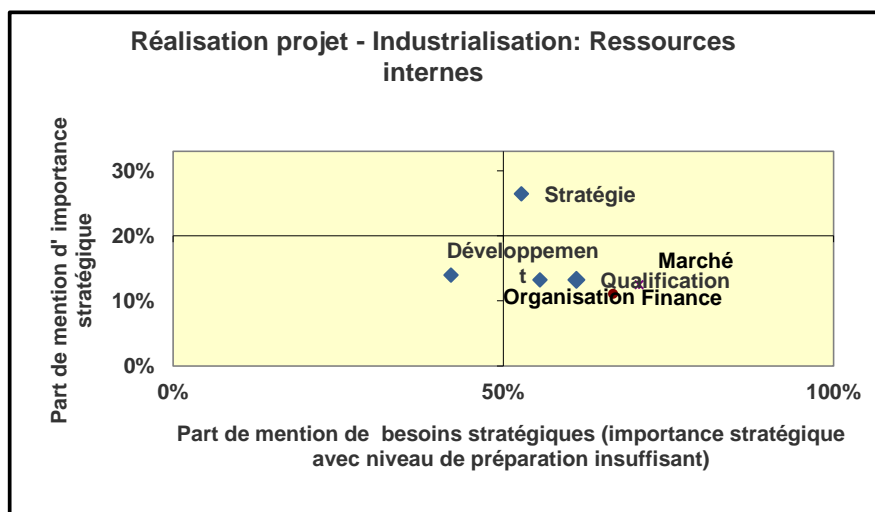 Réalisation projet - Industrialisation: Ressources
internes
Part de mention d' importance
stratégique
30%
20%
10%
0%
Stratégie
Développemen
t
Marché
Qualification
Organisation
Finance
0%
50%
100%
Part de mention de  besoins stratégiques (importance stratégique
avec niveau de préparation insuffisant)